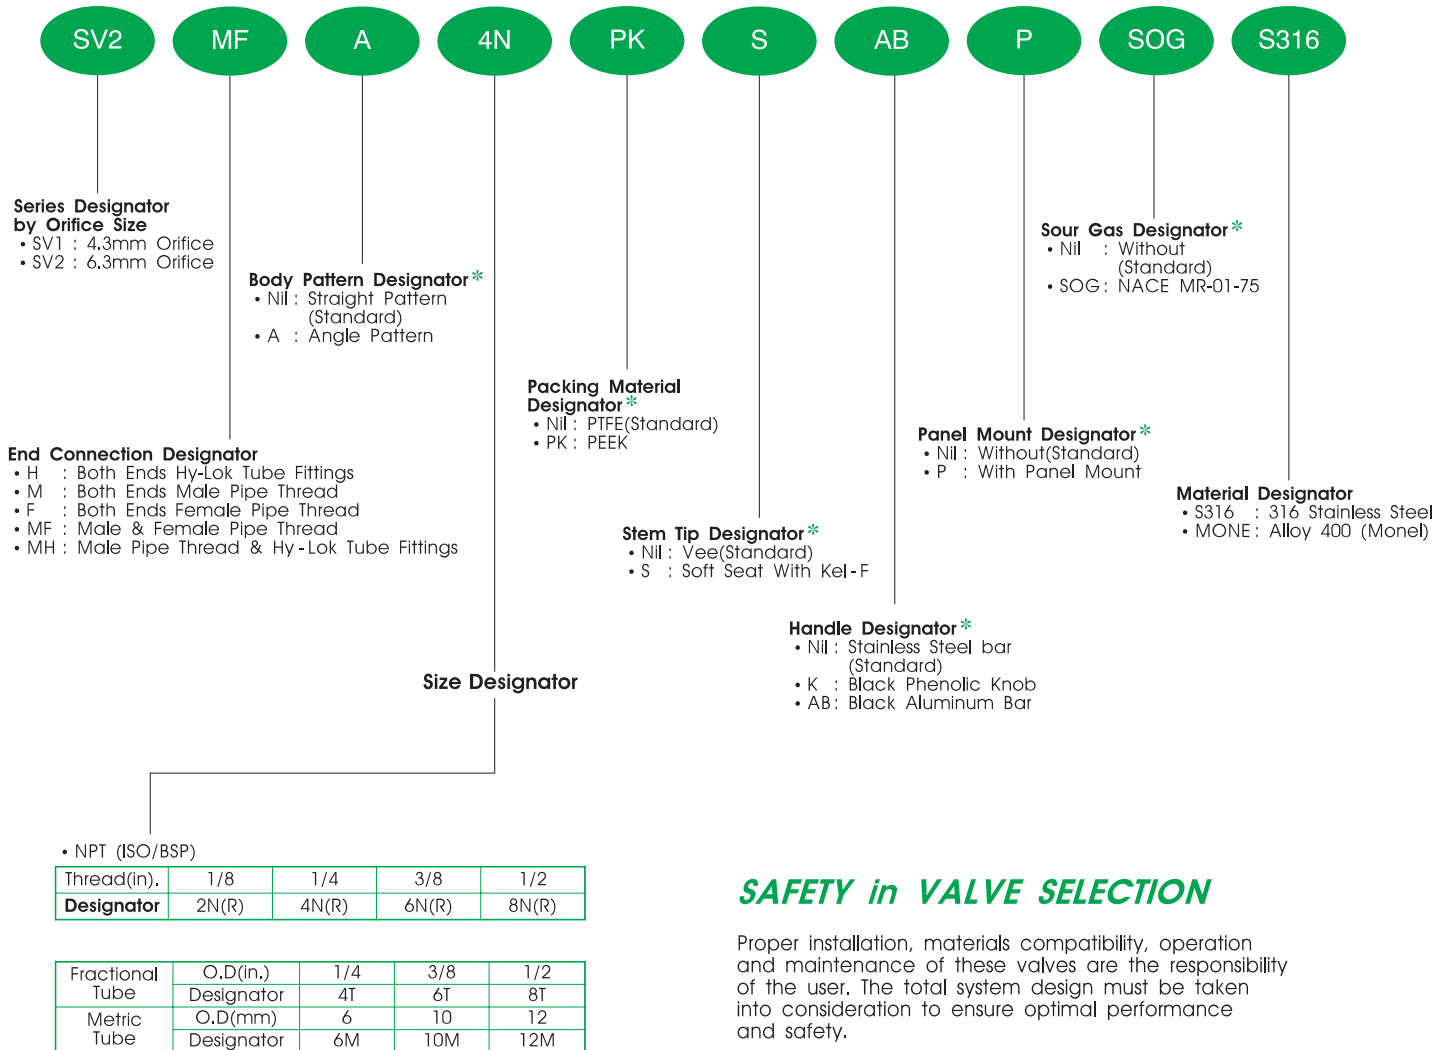 SV2 MF A 4N PK S AB P SOG S316
Series Designator
by Orifice Size
• SV1 : 4.3mm Orifice
• SV2 : 6.3mm Orifice
End Connection Designator
• H : Both Ends Hy-Lok Tube Fittings
• M : Both Ends Male Pipe Thread
• F : Both Ends Female Pipe Thread
• MF : Male & Female Pipe Thread
• MH : Male Pipe Thread & Hy-Lok Tube Fittings
Body Pattern Designator*
• Nil : Straight Pattern
(Standard)
• A : Angle Pattern
Size Designator
• NPT (ISO/BSP)
Thread(in). 1/8 1/4 3/8 1/2
Designator 2N(R) 4N(R) 6N(R) 8N(R)
Fractional Tube O.D(in.) 1/4 3/8 1/2
Designator 4T 6T 8T
Metric Tube O.D(mm) 6 10 12
Designator 6M 10M 12M
Packing Material
Designator*
• Nil : PTFE(Standard)
• PK : PEEK
Stem Tip Designator*
• Nil : Vee(Standard)
• S : Soft Seat With Kel-F
Handle Designator*
• Nil : Stainless Steel bar
(Standard)
• K : Black Phenolic Knob
• AB : Black Aluminum Bar
Panel Mount Designator*
• Nil : Without(Standard)
• P : With Panel Mount
Sour Gas Designator*
• Nil : Without
(Standard)
• SOG : NACE MR-01-75
Material Designator
• S316 : 316 Stainless Steel
• MONE : Alloy 400 (Monel)
SAFETY in VALVE SELECTION
Proper installation, materials compatibility, operation
and maintenance of these valves are the responsibility
of the user. The total system design must be taken
into consideration to ensure optimal performance
and safety.